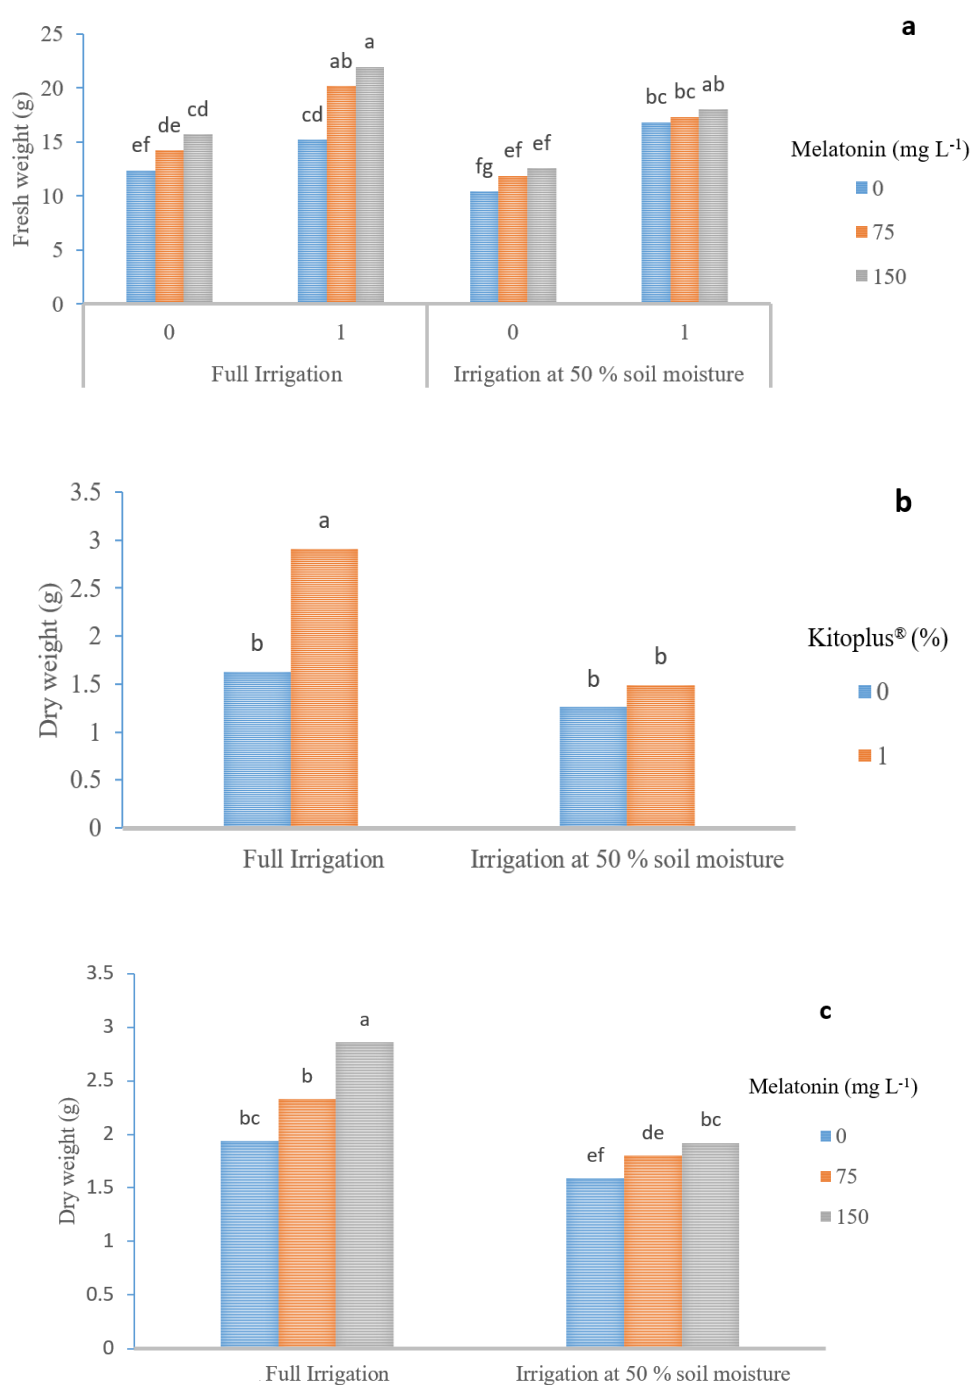 a
25
20
15
10
5
0
Fresh weight (g)
ef de cd cd ab a fg ef ef bc bc ab
0 1 0 1
Full Irrigation Irrigation at 50 % soil moisture
Melatonin (mg L-1)
0
75
150
b
3.5
3
2.5
2
1.5
1
0.5
0
Dry weight (g)
b a b b
Full Irrigation Irrigation at 50 % soil moisture
Kitoplus® (%)
0
1
c
3.5
3
2.5
2
1.5
1
0.5
0
Dry weight (g)
bc b a ef de bc
Full Irrigation Irrigation at 50 % soil moisture
Melatonin (mg L-1)
0
75
150